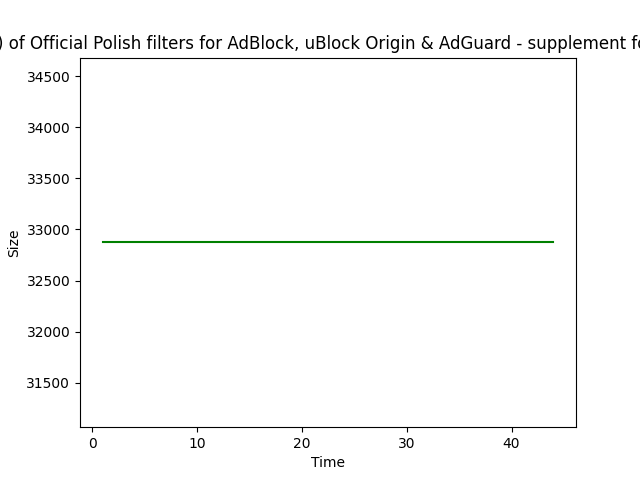 ) of Official Polish filters for AdBlock, uBlock Origin & AdGuard - supplement fo
34500
34000
33500
33000
32500
32000
31500
Size
0 10 20 30 40
Time